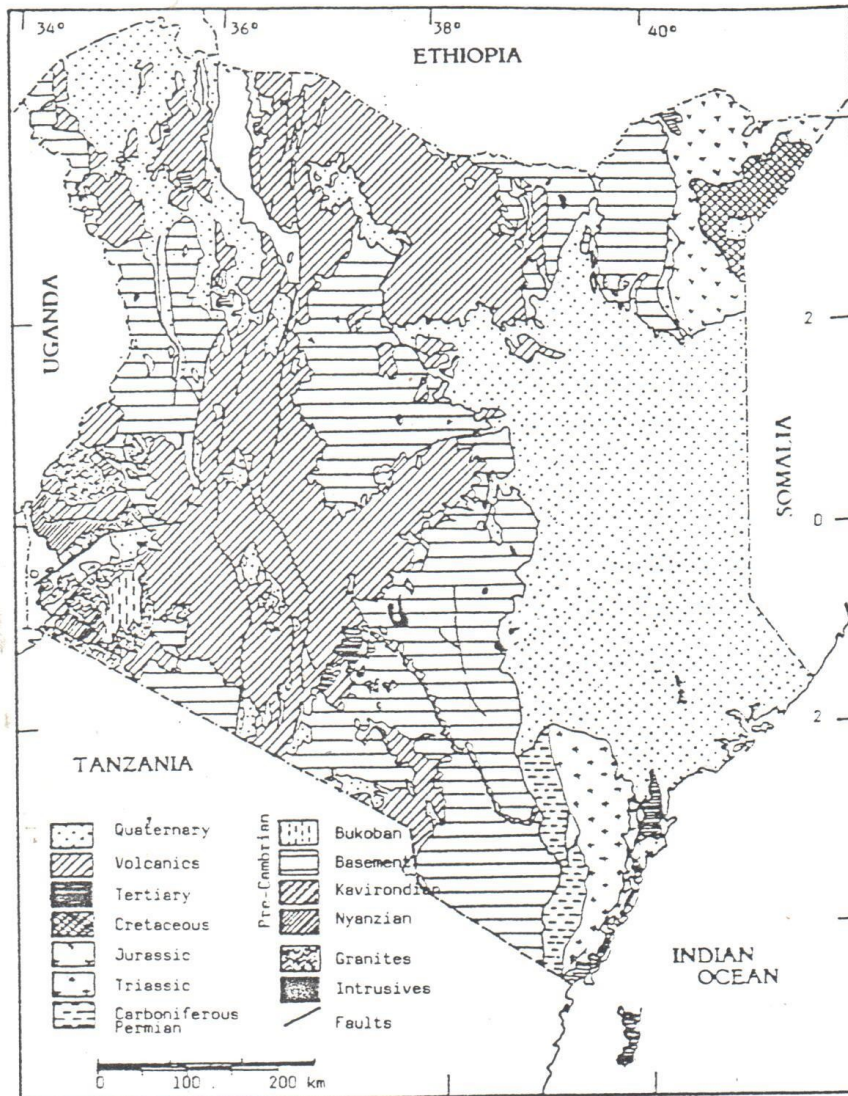 34° 36° 38° 40°
ETHIOPIA
UGANDA
2
SOMALIA
0
2
TANZANIA
INDIAN
OCEAN
Quaternary
Volcanics
Tertiary
Cretaceous
Jurassic
Triassic
Carboniferous
Permian
Pre-Cambrian
Bukoban
Basement
Kavirondian
Nyanzian
Granites
Intrusives
Faults
0 100 200 km